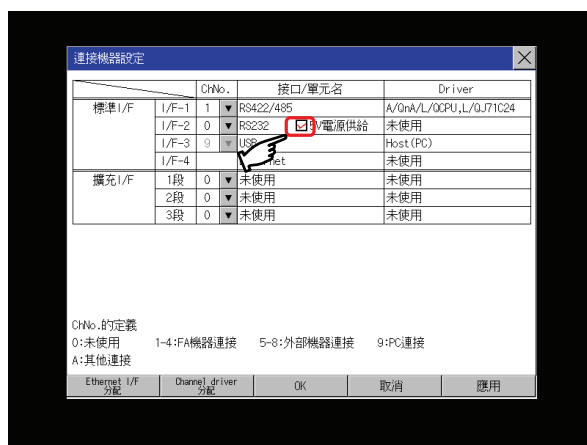 連接機器設定
ChNo. 接口/單元名 Driver
標準I/F I/F-1 1 RS422/485 A/QnA/L/QCPU,L/QJ71C24
I/F-2 0 RS232 5V電源供給 未使用
I/F-3 9 USB Host(PC)
I/F-4 net 未使用
擴充I/F 1段 0 未使用 未使用
2段 0 未使用 未使用
3段 0 未使用 未使用
ChNo.的定義
0:未使用 1-4:FA機器連接 5-8:外部機器連接 9:PC連接
A:其他連接
Ethernet I/F 分配 Channel driver 分配 OK 取消 應用